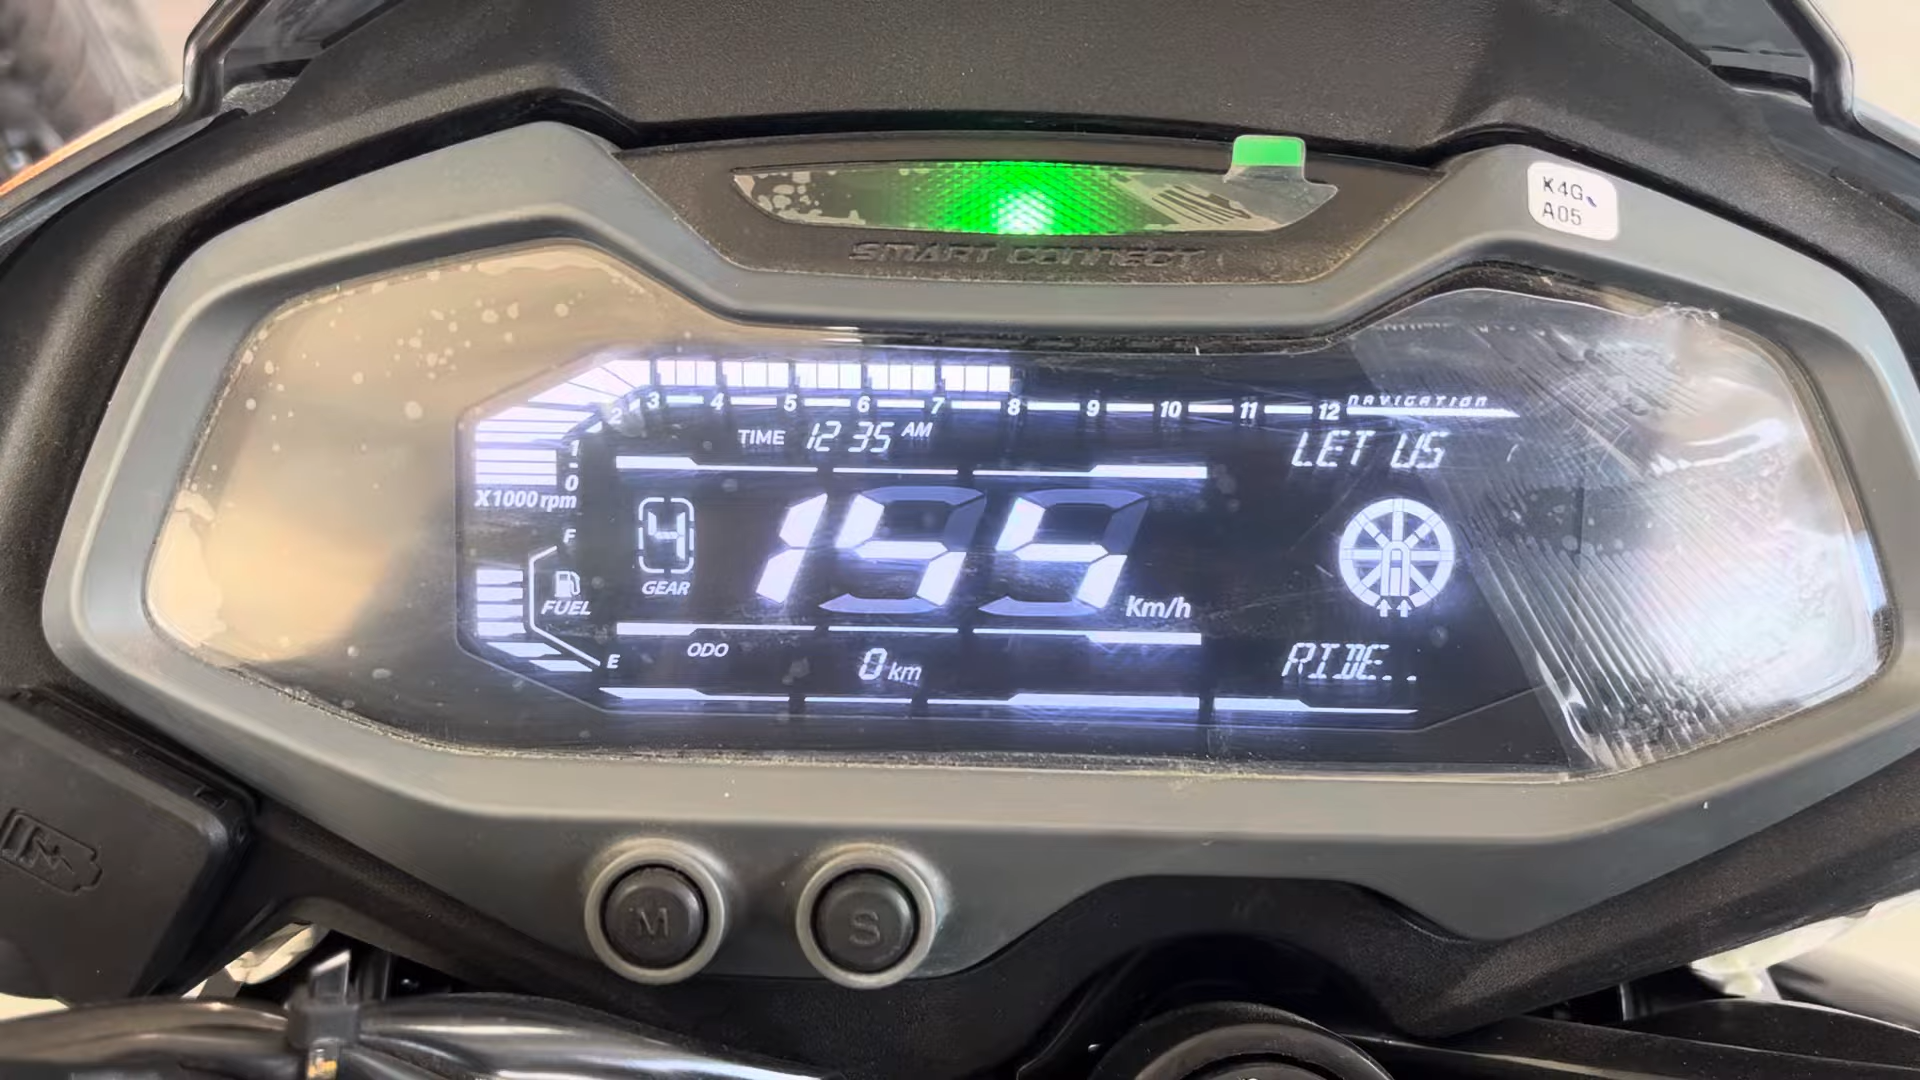 K4G
A05
SMART CONNECT
1 2 3 4 5 6 7 8 9 10 11 12
NAVIGATION
TIME 12 35 AM
LET US
0
X1000 rpm
4
GEAR
Km/h
F
FUEL
E
ODO
0 km
RIDE..
M S